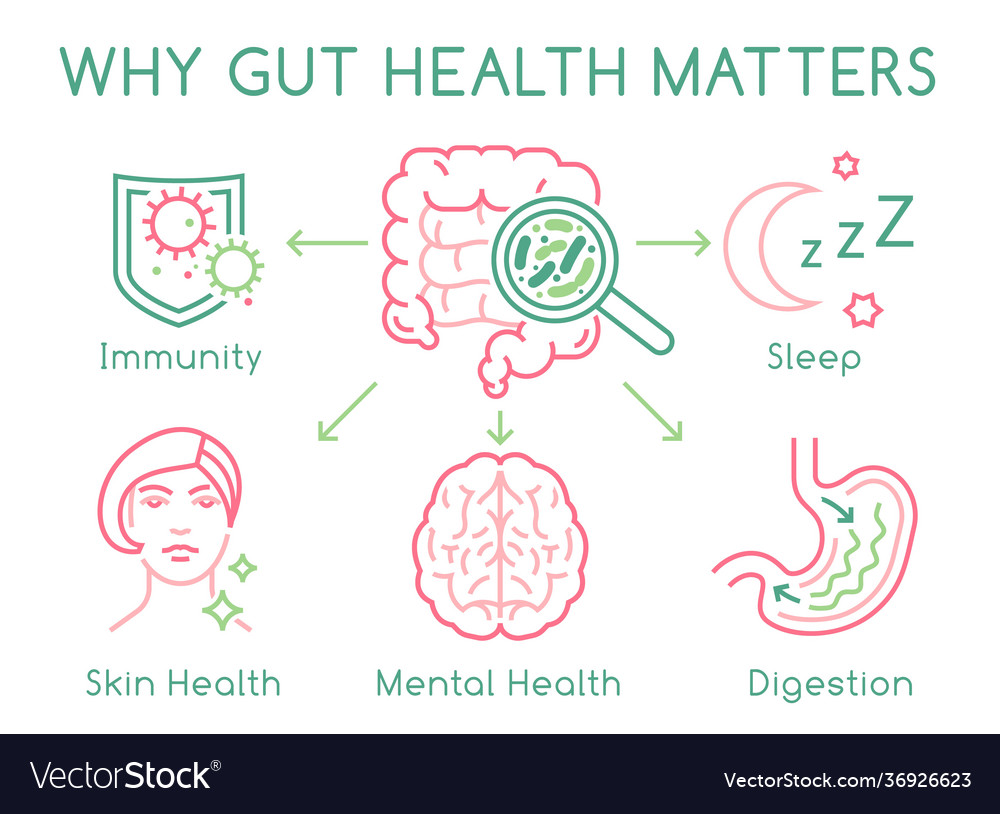 WHY GUT HEALTH MATTERS
z z Z
Immunity
Sleep
Skin Health
Mental Health
Digestion
VectorStock®
VectorStock.com/36926623